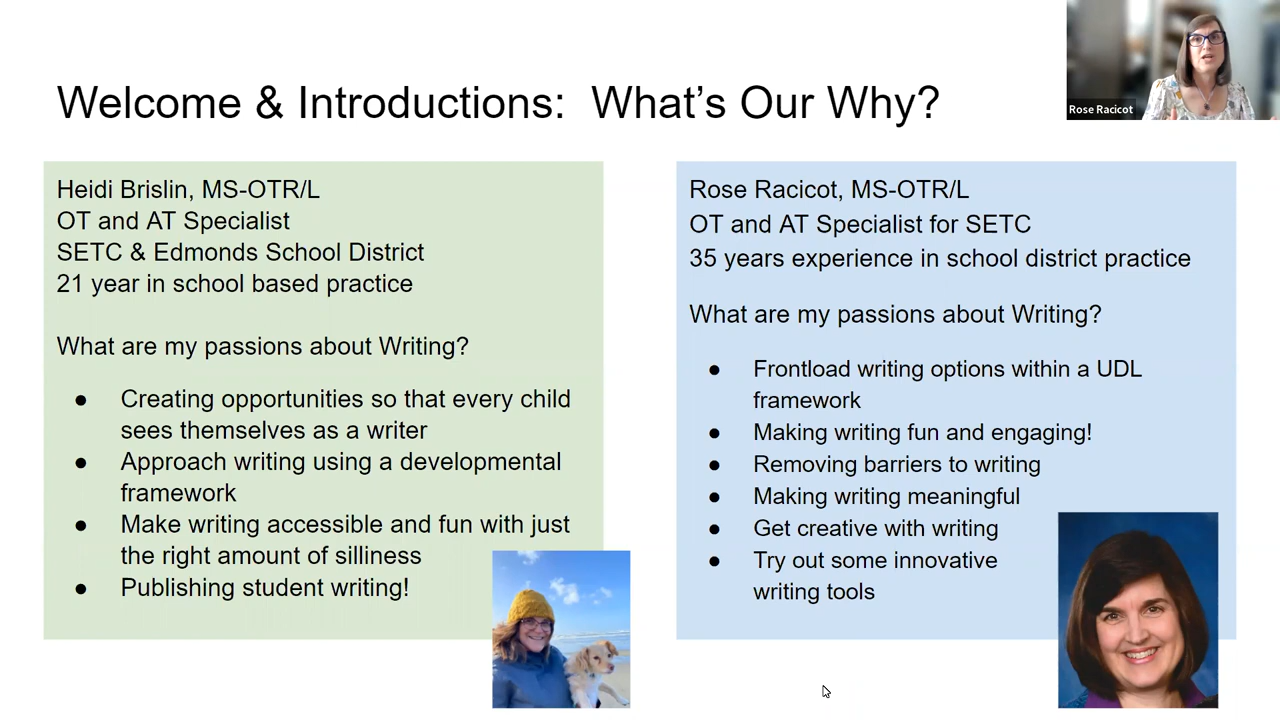 Welcome & Introductions:  What's Our Why?
Rose Racicot
Heidi Brislin, MS-OTR/L
OT and AT Specialist
SETC & Edmonds School District
21 year in school based practice
What are my passions about Writing?
● Creating opportunities so that every child
sees themselves as a writer
● Approach writing using a developmental
framework
● Make writing accessible and fun with just
the right amount of silliness
● Publishing student writing!
Rose Racicot, MS-OTR/L
OT and AT Specialist for SETC
35 years experience in school district practice
What are my passions about Writing?
● Frontload writing options within a UDL
framework
● Making writing fun and engaging!
● Removing barriers to writing
● Making writing meaningful
● Get creative with writing
● Try out some innovative
writing tools